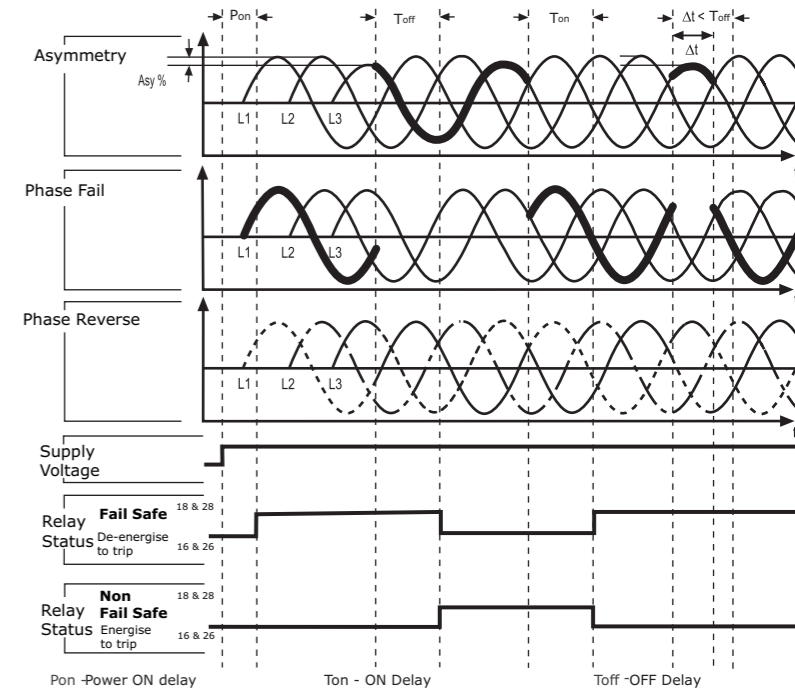 Pon Toff Ton Δt < Toff
Δt
Asymmetry
Asy %
L1 L2 L3
Phase Fail
L1 L2 L3
Phase Reverse
L1 L2 L3
Supply
Voltage
Relay
Status
Fail Safe
De-energise
to trip
18 & 28
16 & 26
Relay
Status
Non
Fail Safe
Energise
to trip
18 & 28
16 & 26
Pon -Power ON delay Ton - ON Delay Toff -OFF Delay